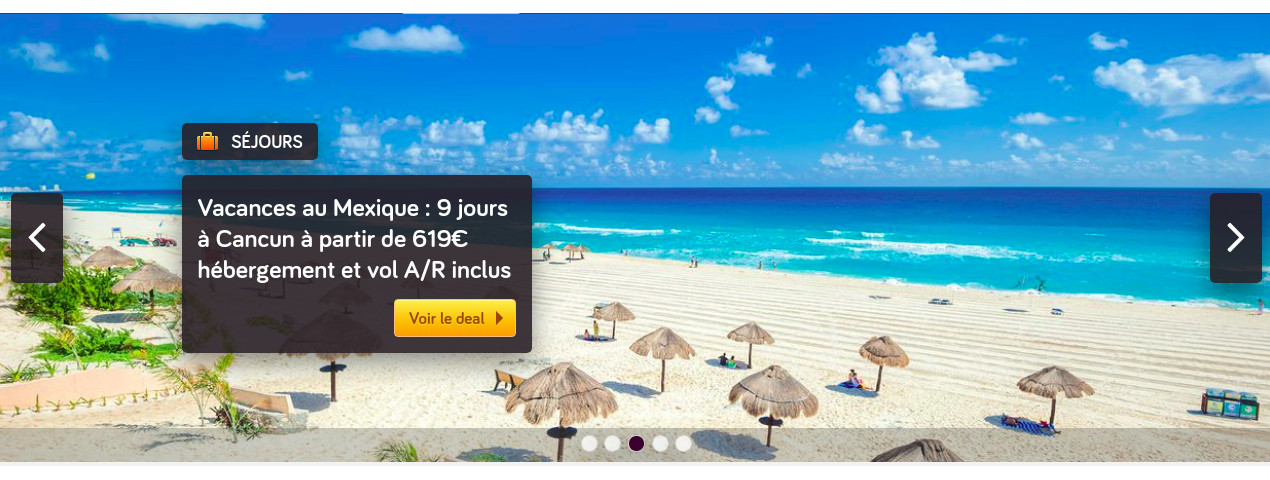 SÉJOURS
Vacances au Mexique : 9 jours
à Cancun à partir de 619€
hébergement et vol A/R inclus
Voir le deal